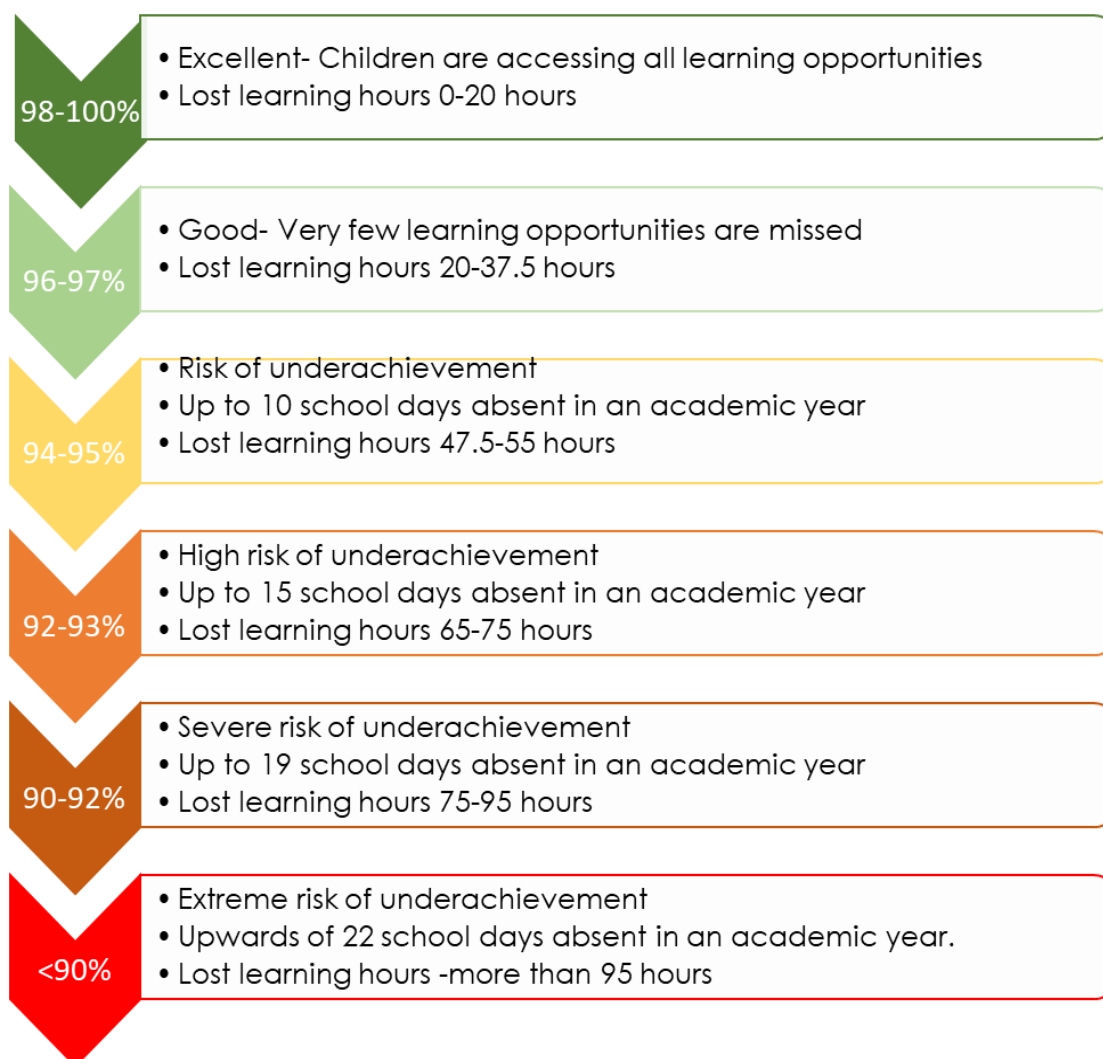 98-100%
• Excellent- Children are accessing all learning opportunities
• Lost learning hours 0-20 hours
96-97%
• Good- Very few learning opportunities are missed
• Lost learning hours 20-37.5 hours
94-95%
• Risk of underachievement
• Up to 10 school days absent in an academic year
• Lost learning hours 47.5-55 hours
92-93%
• High risk of underachievement
• Up to 15 school days absent in an academic year
• Lost learning hours 65-75 hours
90-92%
• Severe risk of underachievement
• Up to 19 school days absent in an academic year
• Lost learning hours 75-95 hours
<90%
• Extreme risk of underachievement
• Upwards of 22 school days absent in an academic year.
• Lost learning hours -more than 95 hours